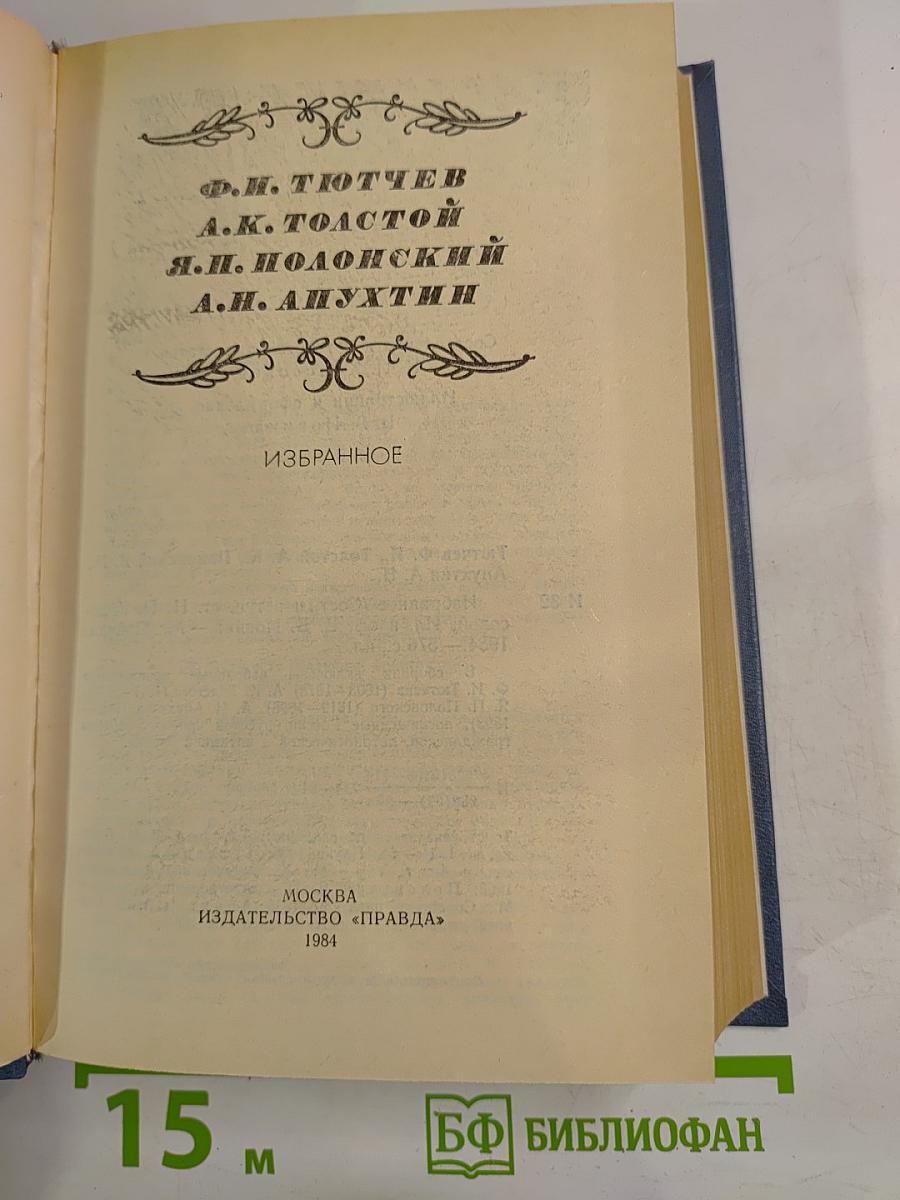 Ф.И. ТЮТЧЕВ
А.К. ТОЛСТОЙ
Я.П. ПОЛОНСКИЙ
А.Н. АПУХТИН
ИЗБРАННОЕ
МОСКВА
ИЗДАТЕЛЬСТВО «ПРАВДА»
1984
15 м
БФ БИБЛИОФАН